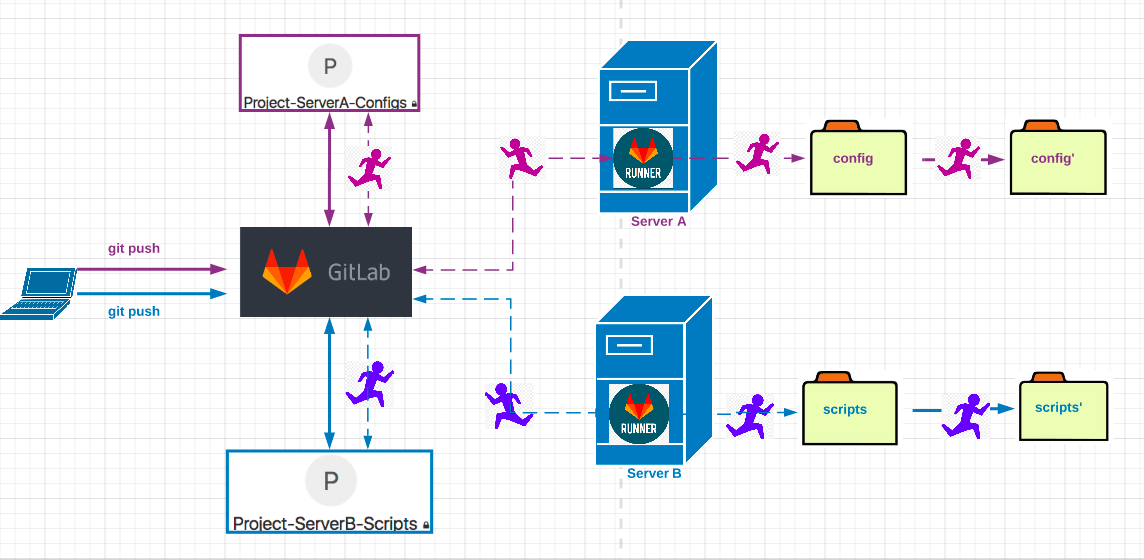 P
Project-ServerA-Configs
RUNNER
Server A
config
config'
git push
GitLab
git push
P
Project-ServerB-Scripts
RUNNER
Server B
scripts
scripts'